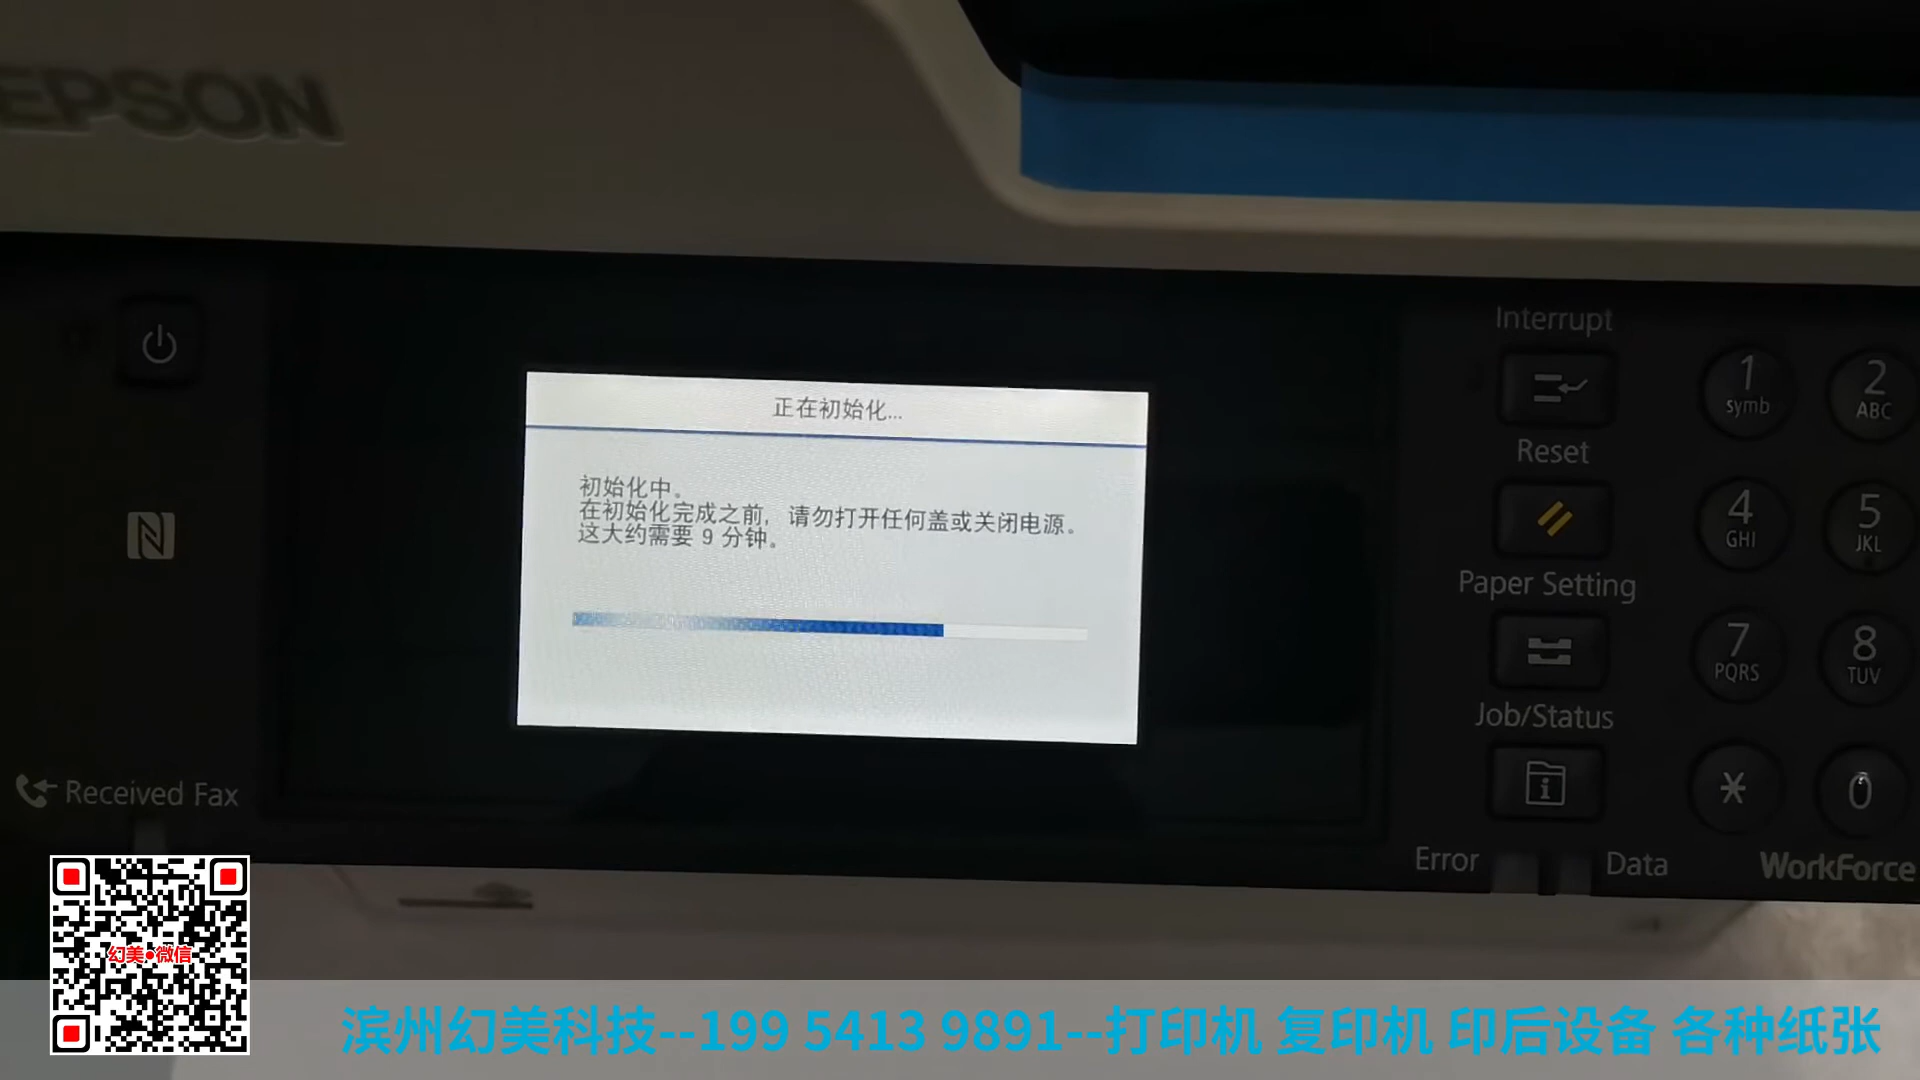 EPSON
正在初始化...
初始化中。
在初始化完成之前，请勿打开任何盖或关闭电源。
这大约需要 9 分钟。
Received Fax
Interrupt
Reset
Paper Setting
Job/Status
Error
Data
1
symb
2
ABC
4
GHI
5
JKL
7
PQRS
8
TUV
*
0
WorkForce
幻美●微信
滨州幻美科技--199 5413 9891--打印机 复印机 印后设备 各种纸张